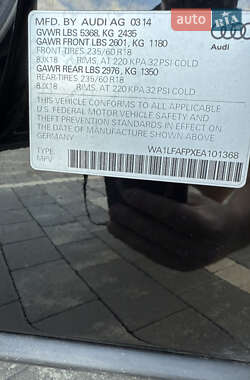 MFD. BY AUDI AG 03 14
GVWR LBS 5368, KG 2435
GAWR FRONT LBS 2601, KG 1180
FRONT-TIRES 235/60 R18
8JX18 RIMS, AT 220 KPA 32 PSI COLD
GAWR REAR LBS 2976, KG 1350
REAR-TIRES 235/60 R18
8JX18 RIMS, AT 220 KPA 32 PSI COLD
THIS VEHICLE CONFORMS TO ALL APPLICABLE
U.S. FEDERAL MOTOR VEHICLE SAFETY AND
THEFT PREVENTION STANDARDS IN EFFECT ON
THE DATE OF MANUFACTURE SHOWN ABOVE
GERMANY
WA1LFAFPXEA101368
TYPE:
MPV
Audi
RIA